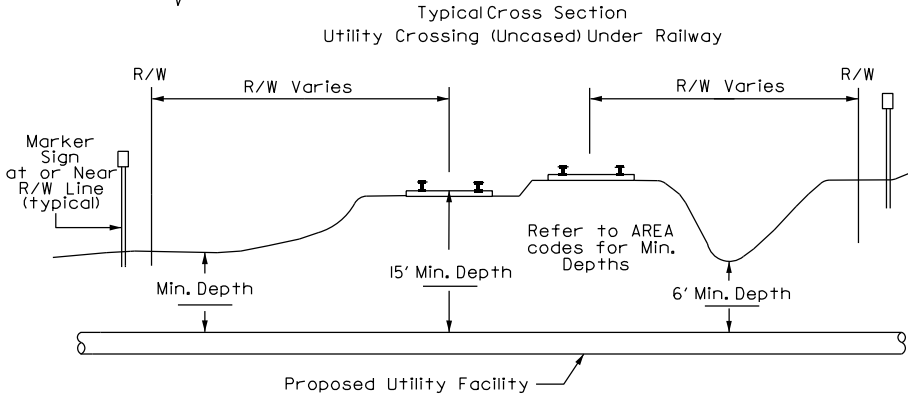 Typical Cross Section
Utility Crossing (Uncased) Under Railway
R/W
R/W
R/W Varies
R/W Varies
Marker
Sign
at or Near
R/W Line
(typical)
Refer to AREA
codes for Min.
Depths
Min. Depth
15' Min. Depth
6' Min. Depth
Proposed Utility Facility